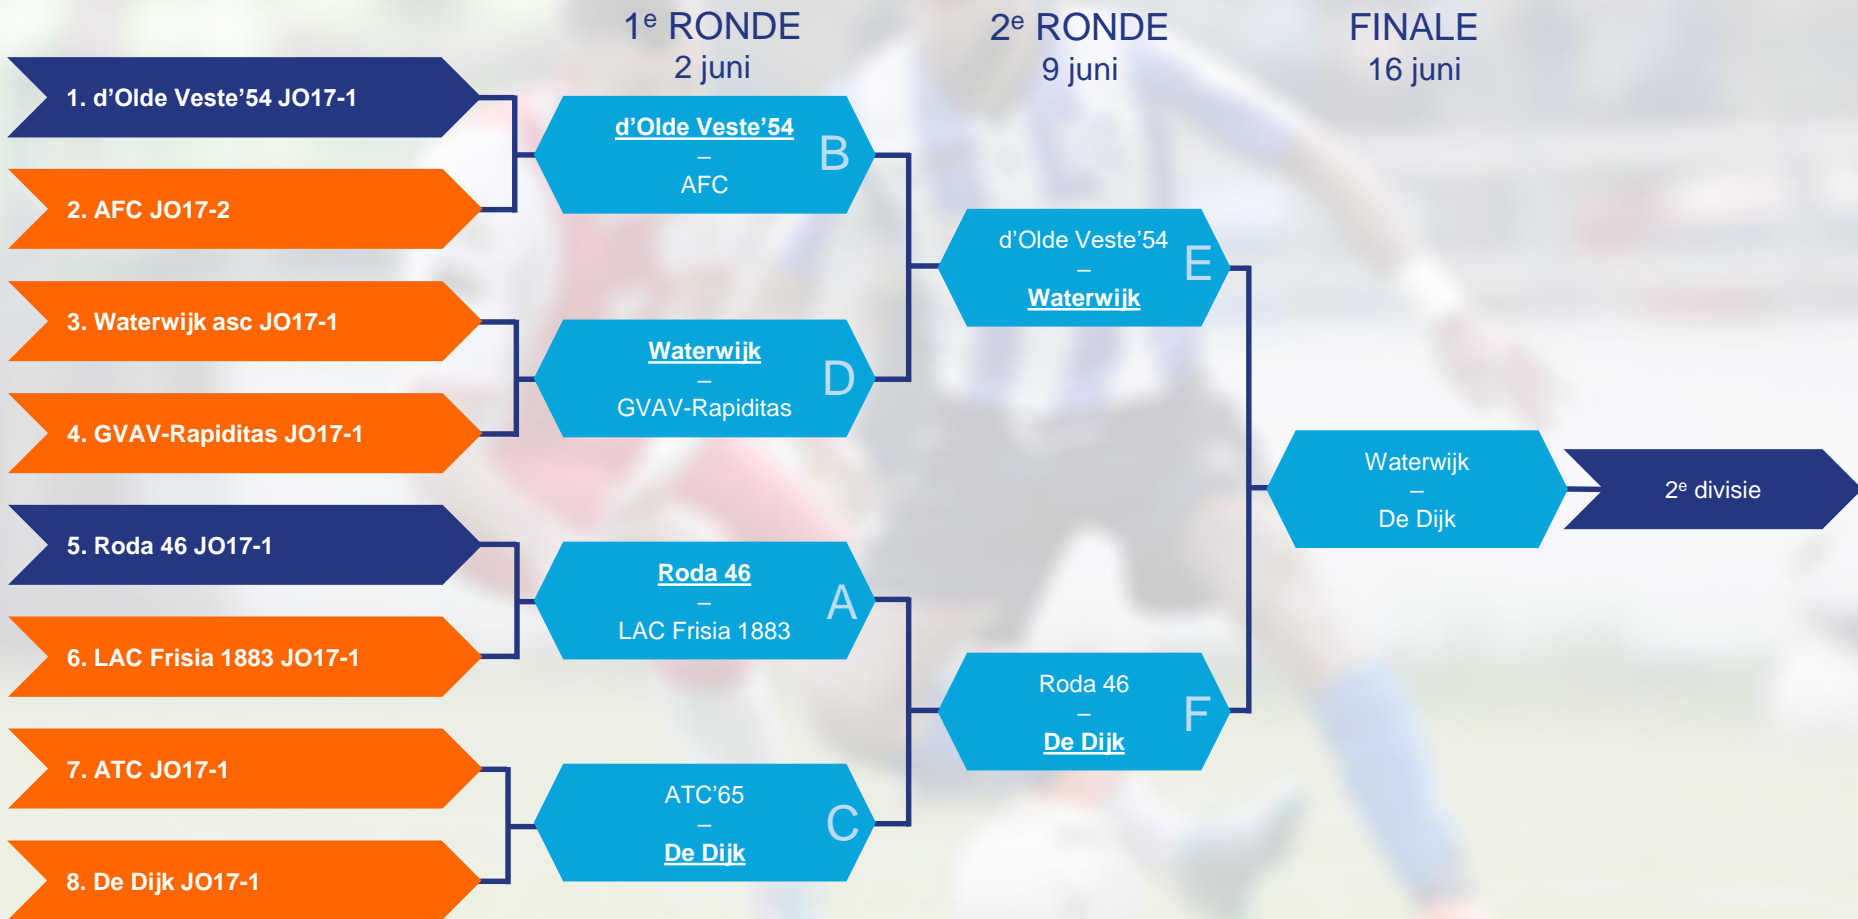 1e RONDE
2 juni
2e RONDE
9 juni
FINALE
16 juni
1. d’Olde Veste’54 JO17-1
2. AFC JO17-2
3. Waterwijk asc JO17-1
4. GVAV-Rapiditas JO17-1
5. Roda 46 JO17-1
6. LAC Frisia 1883 JO17-1
7. ATC JO17-1
8. De Dijk JO17-1
d’Olde Veste’54
–
AFC
B
Waterwijk
–
GVAV-Rapiditas
D
Roda 46
–
LAC Frisia 1883
A
ATC’65
–
De Dijk
C
d’Olde Veste’54
–
Waterwijk
E
Roda 46
–
De Dijk
F
Waterwijk
–
De Dijk
2e divisie